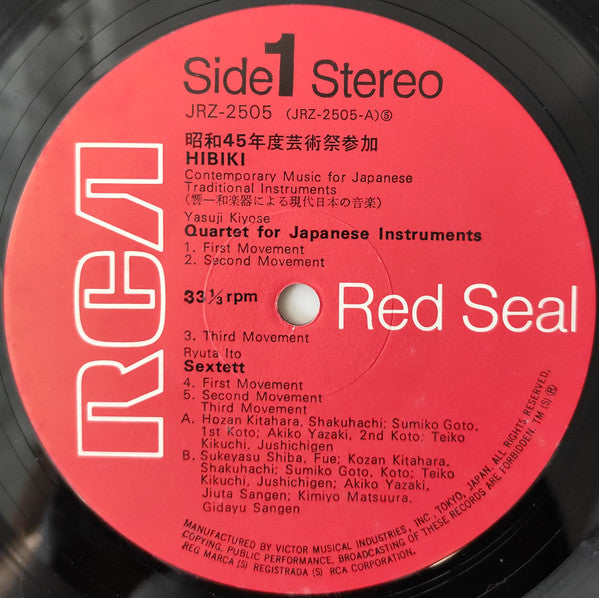 Side 1 Stereo
JRZ-2505 (JRZ-2505-A)⑤
昭和45年度芸術祭参加
HIBIKI
Contemporary Music for Japanese
Traditional Instruments
(響ー和楽器による現代日本の音楽)
Yasuji Kiyose
Quartet for Japanese Instruments
1. First Movement
2. Second Movement
33⅓ rpm
RCA
Red Seal
3. Third Movement
Ryuta Ito
Sextett
4. First Movement
5. Second Movement
Third Movement
A. Hozan Kitahara, Shakuhachi; Sumiko Goto,
1st Koto; Akiko Yazaki, 2nd Koto; Teiko
Kikuchi, Jushichigen
B. Sukeyasu Shiba, Fue; Kozan Kitahara,
Shakuhachi; Sumiko Goto, Koto; Teiko
Kikuchi, Jushichigen; Akiko Yazaki,
Jiuta Sangen; Kimiyo Matsuura,
Gidayu Sangen
MANUFACTURED BY VICTOR MUSICAL INDUSTRIES, INC. TOKYO, JAPAN. ALL RIGHTS RESERVED.
COPYING, PUBLIC PERFORMANCE, BROADCASTING OF THESE RECORDS ARE FORBIDDEN. TM (S) ®
REG MARCA (S) REGISTRADA (S) RCA CORPORATION.